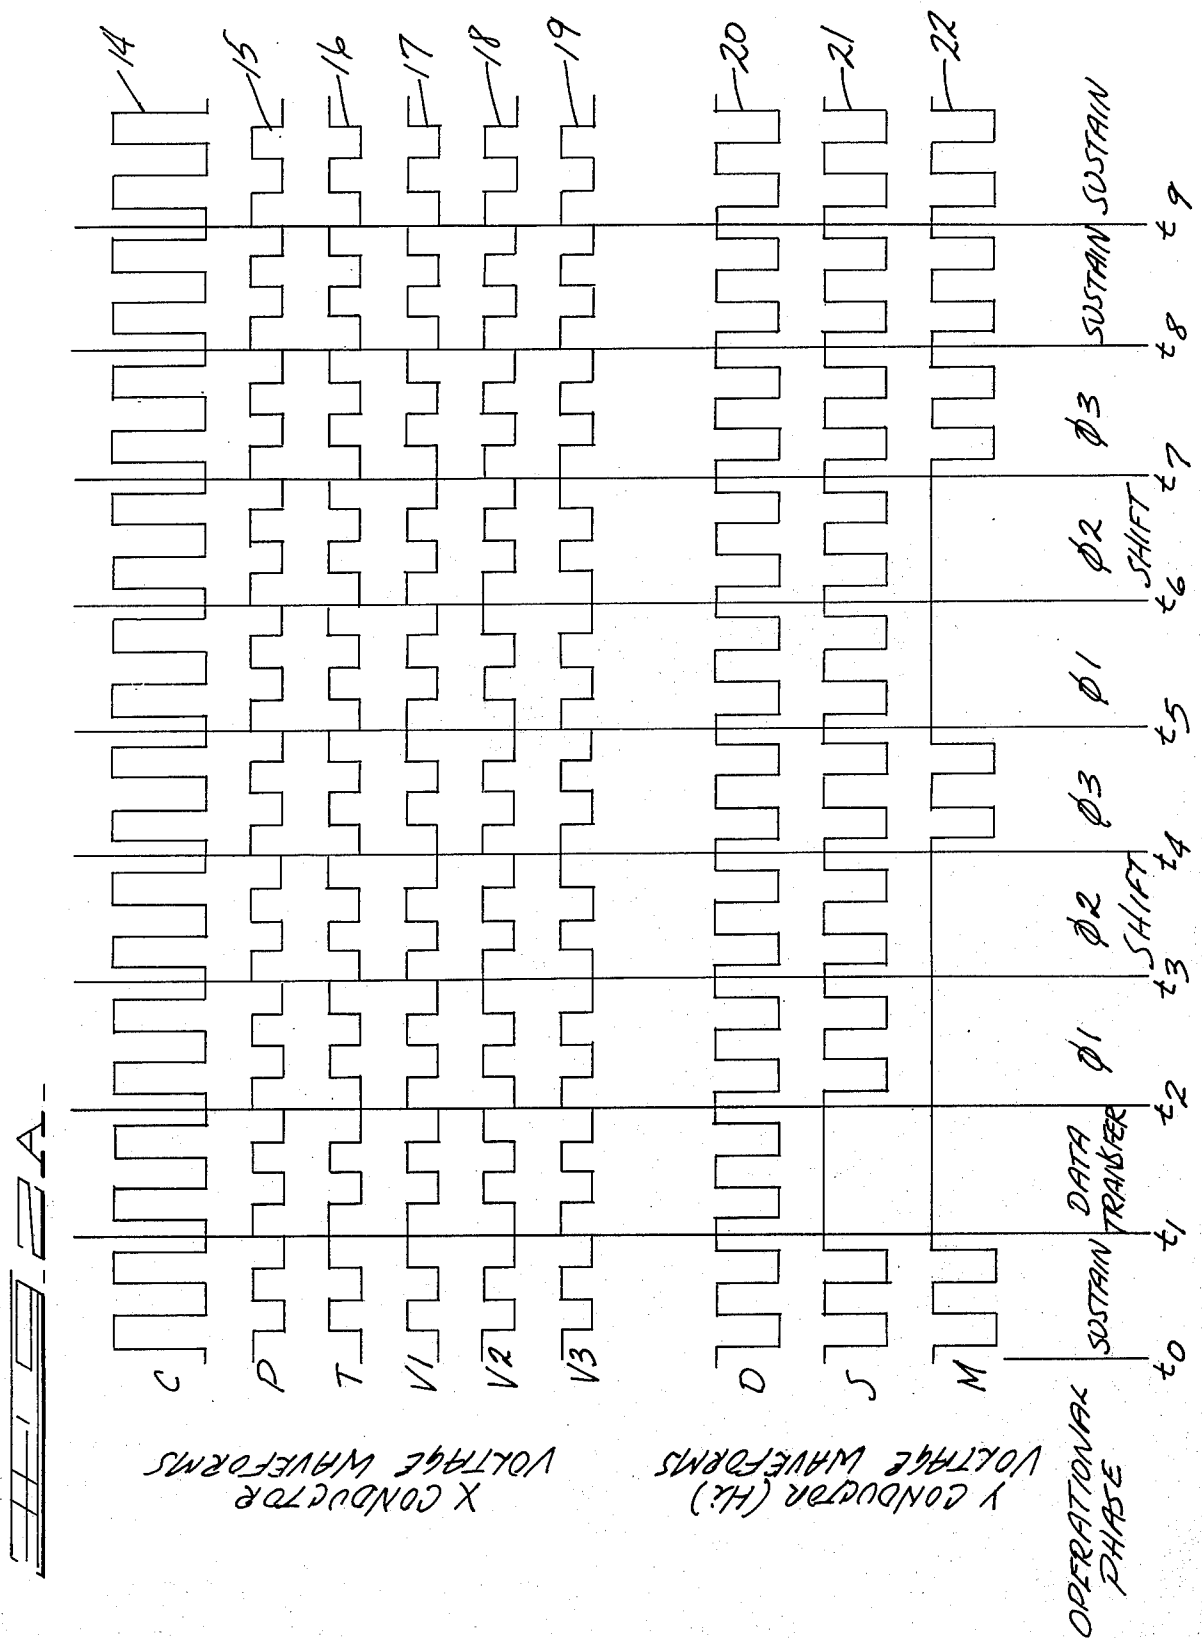 FIG-2A-
X CONDUCTOR
VOLTAGE WAVEFORMS
C
14
P
15
T
16
V1
17
V2
18
V3
19
Y CONDUCTOR (Hi)
VOLTAGE WAVEFORMS
D
20
S
21
M
22
OPERATIONAL
PHASE
SUSTAIN
DATA
TRANSFER
φ1
φ2
φ3
SHIFT
φ1
φ2
φ3
SHIFT
SUSTAIN
SUSTAIN
t0
t1
t2
t3
t4
t5
t6
t7
t8
t9